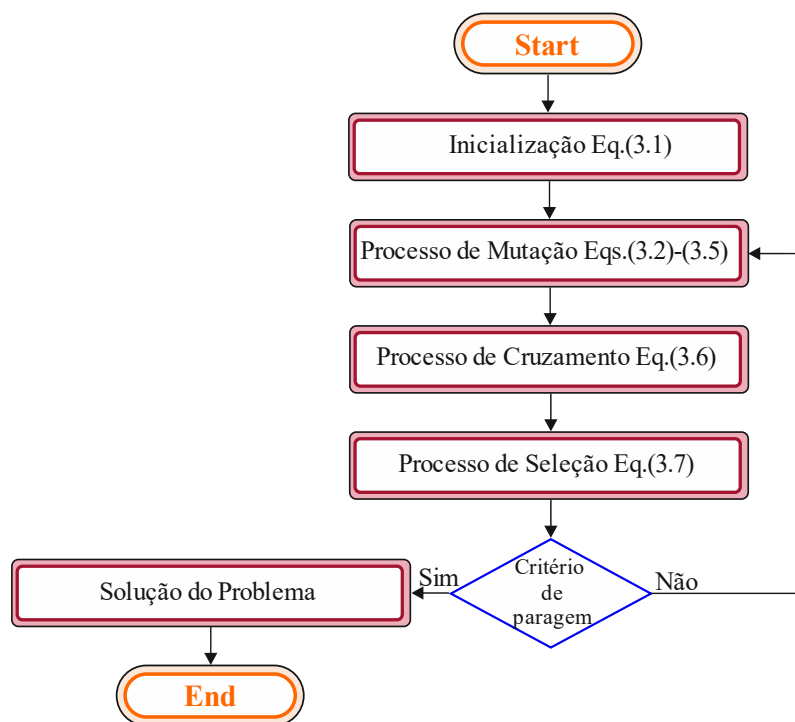 Start
Inicialização Eq.(3.1)
Processo de Mutação Eqs.(3.2)-(3.5)
Processo de Cruzamento Eq.(3.6)
Processo de Seleção Eq.(3.7)
Critério
de
paragem
Sim
Não
Solução do Problema
End